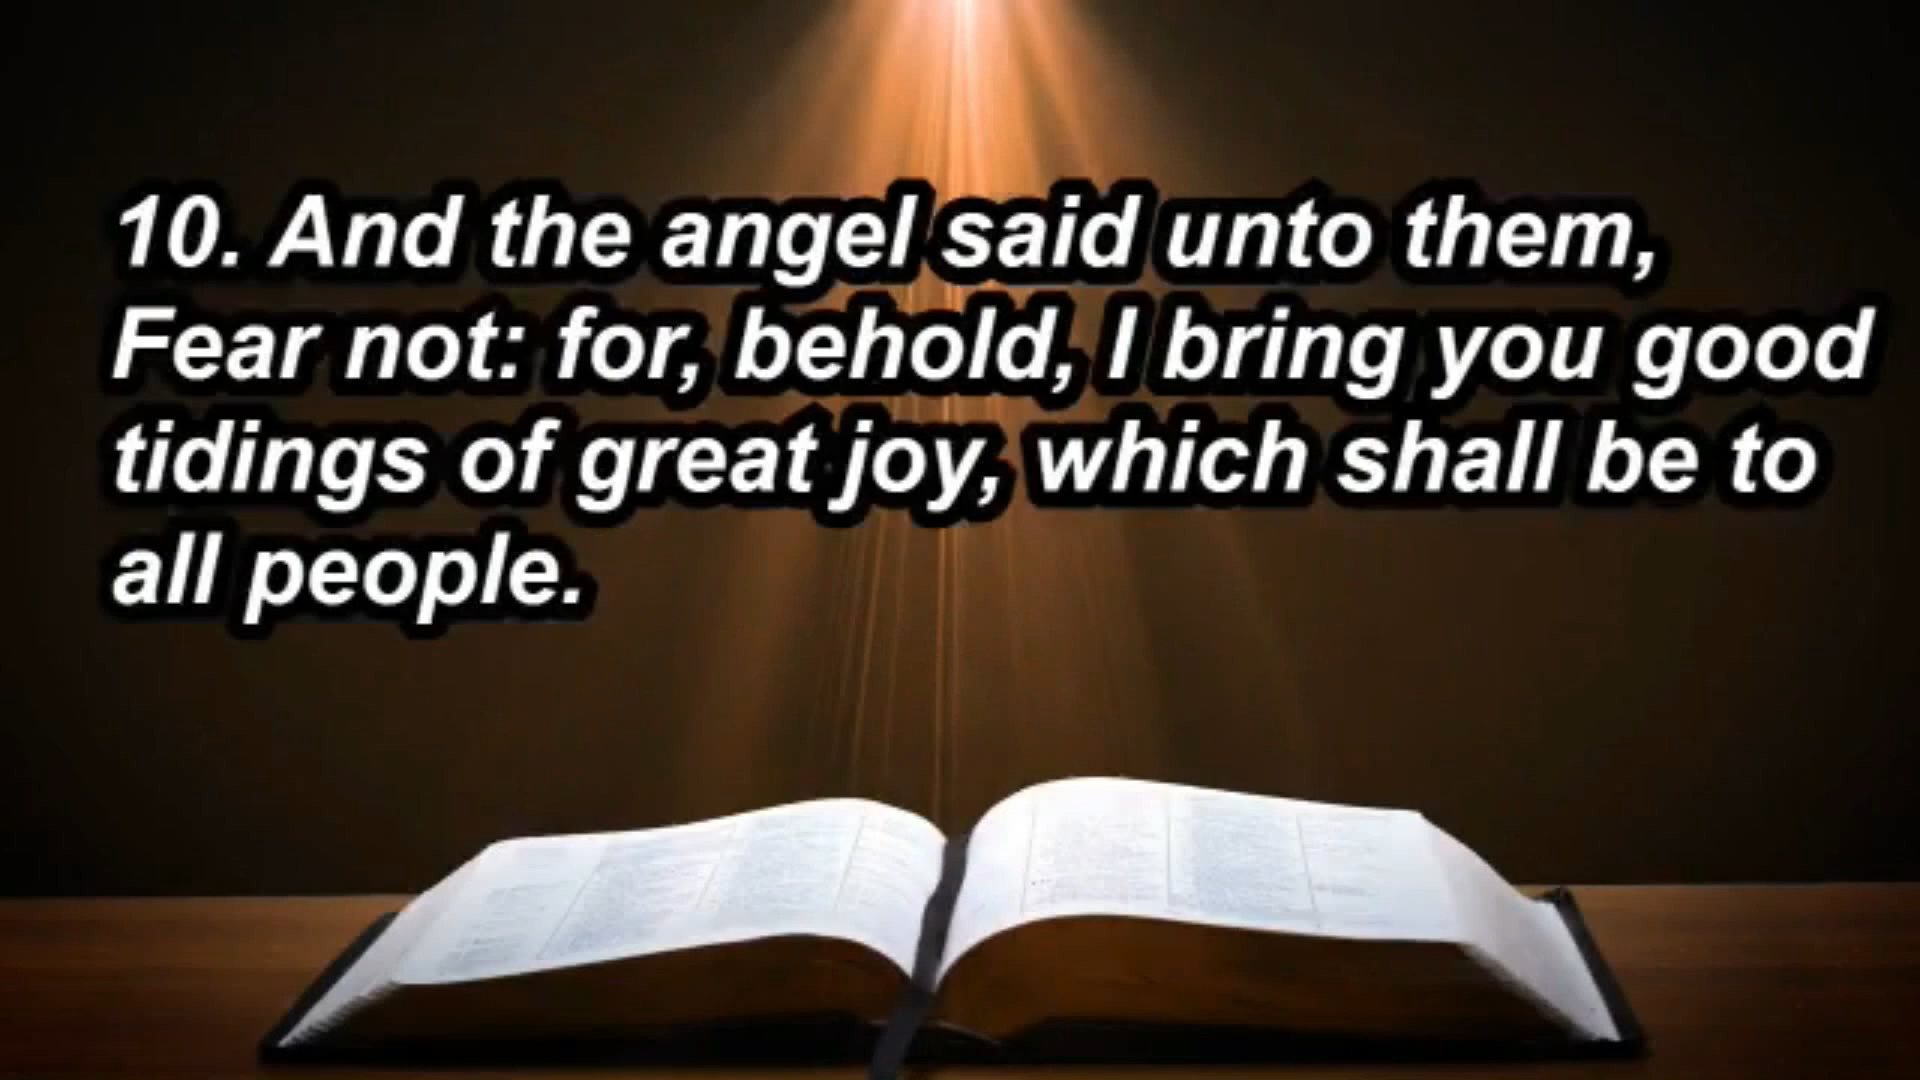 10. And the angel said unto them,
Fear not: for, behold, I bring you good
tidings of great joy, which shall be to
all people.